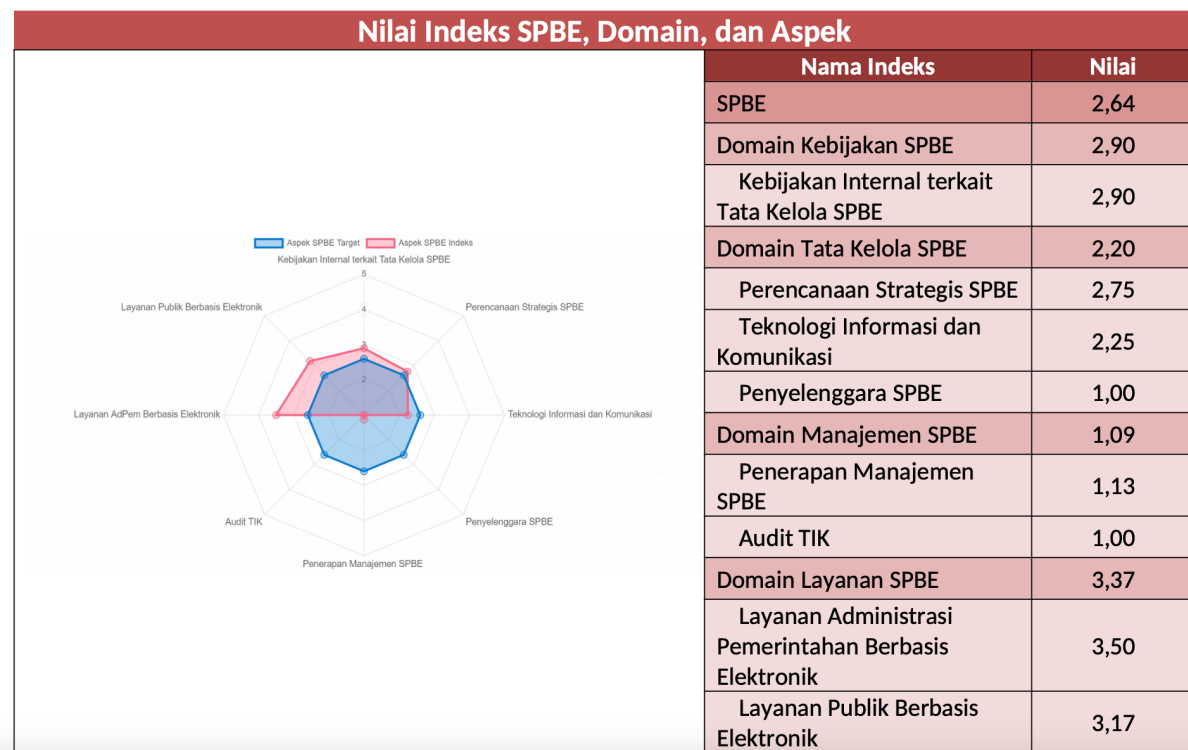 Nilai Indeks SPBE, Domain, dan Aspek
Aspek SPBE Target
Aspek SPBE Indeks
Kebijakan Internal terkait Tata Kelola SPBE
5
Layanan Publik Berbasis Elektronik
Perencanaan Strategis SPBE
4
3
2
Layanan AdPem Berbasis Elektronik
Teknologi Informasi dan Komunikasi
Audit TIK
Penyelenggara SPBE
Penerapan Manajemen SPBE
Nama Indeks Nilai
SPBE 2,64
Domain Kebijakan SPBE 2,90
Kebijakan Internal terkait
Tata Kelola SPBE 2,90
Domain Tata Kelola SPBE 2,20
Perencanaan Strategis SPBE 2,75
Teknologi Informasi dan
Komunikasi 2,25
Penyelenggara SPBE 1,00
Domain Manajemen SPBE 1,09
Penerapan Manajemen
SPBE 1,13
Audit TIK 1,00
Domain Layanan SPBE 3,37
Layanan Administrasi
Pemerintahan Berbasis 3,50
Elektronik
Layanan Publik Berbasis
Elektronik 3,17